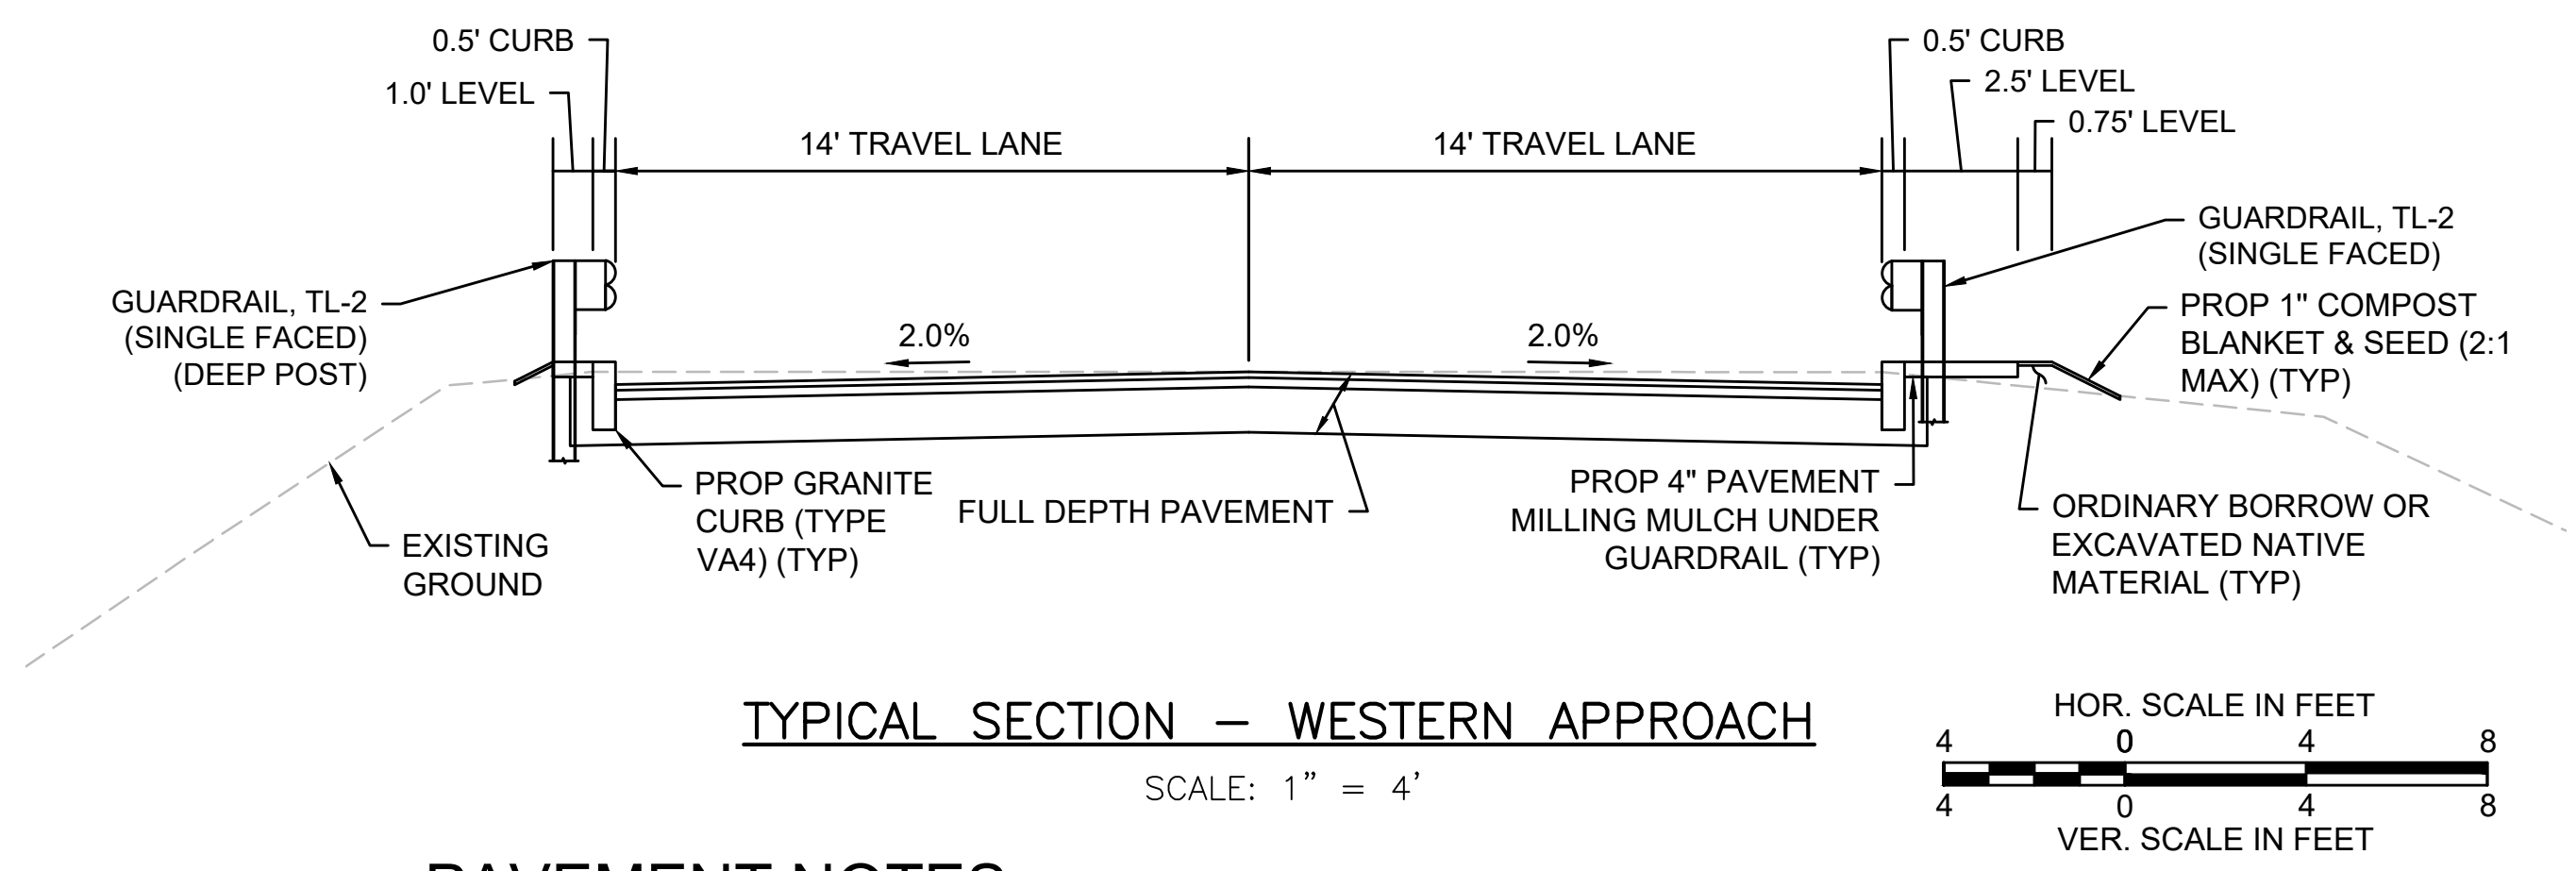 0.5' CURB
1.0' LEVEL
14' TRAVEL LANE
14' TRAVEL LANE
0.5' CURB
2.5' LEVEL
0.75' LEVEL
GUARDRAIL, TL-2
(SINGLE FACED)
(DEEP POST)
2.0%
2.0%
GUARDRAIL, TL-2
(SINGLE FACED)
PROP 1" COMPOST
BLANKET & SEED (2:1
MAX) (TYP)
EXISTING
GROUND
PROP GRANITE
CURB (TYPE
VA4) (TYP)
FULL DEPTH PAVEMENT
PROP 4" PAVEMENT
MILLING MULCH UNDER
GUARDRAIL (TYP)
ORDINARY BORROW OR
EXCAVATED NATIVE
MATERIAL (TYP)
TYPICAL SECTION – WESTERN APPROACH
SCALE: 1" = 4'
HOR. SCALE IN FEET
4 0 4 8
4 0 4 8
VER. SCALE IN FEET
PAVEMENT NOTES